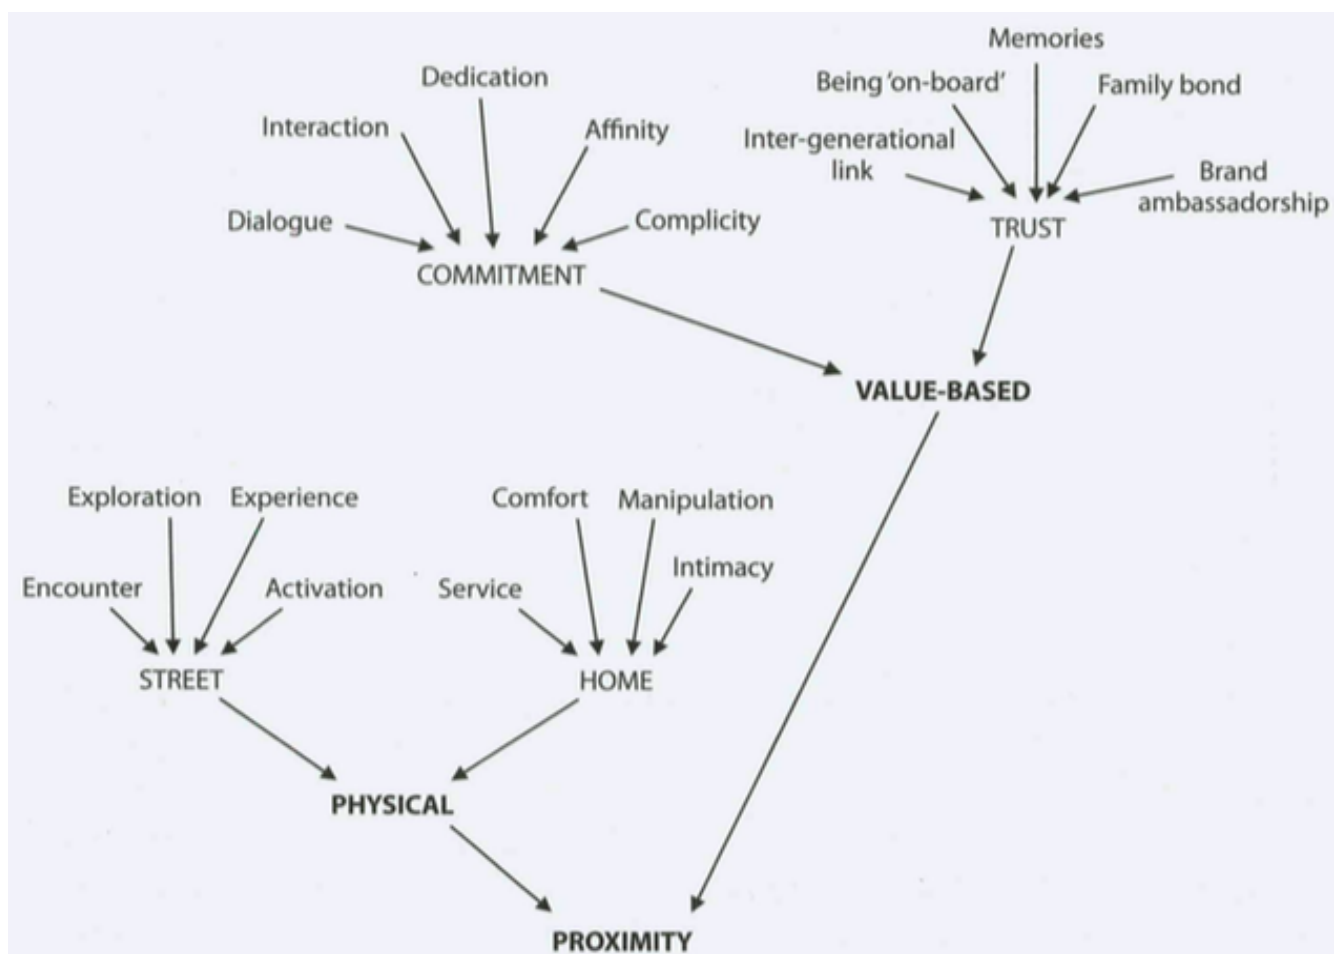 Memories
Dedication
Being ‘on-board’
Family bond
Interaction
Affinity
Inter-generational
link
Brand
ambassadorship
Dialogue
Complicity
TRUST
COMMITMENT
VALUE-BASED
Exploration
Experience
Comfort
Manipulation
Encounter
Activation
Service
Intimacy
STREET
HOME
PHYSICAL
PROXIMITY